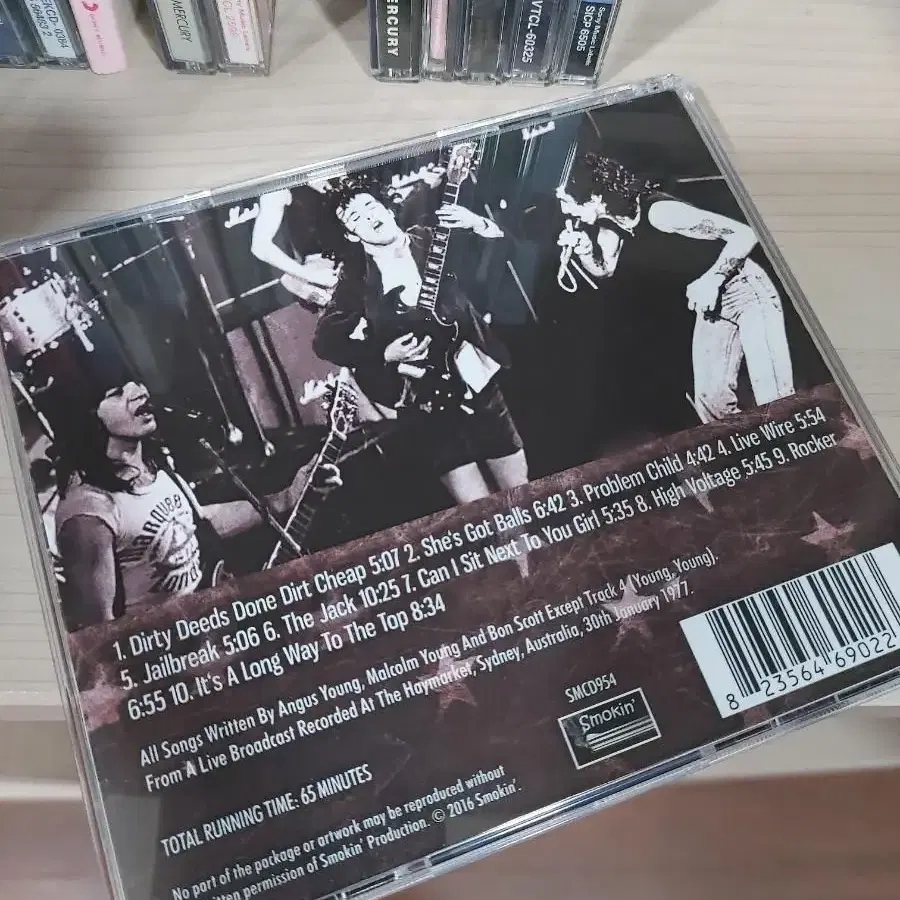 EKCD-0384
MERCURY
MERCURY
VTCL-60325
Sony Music Labels
SICP 6505
1. Dirty Deeds Done Dirt Cheap 5:07 2. She's Got Balls 6:42 3. Problem Child 4:42 4. Live Wire 5:54
5. Jailbreak 5:06 6. The Jack 10:25 7. Can I Sit Next To You Girl 5:35 8. High Voltage 5:45 9. Rocker
6:55 10. It's A Long Way To The Top 8:34
All Songs Written By Angus Young, Malcolm Young And Bon Scott Except Track 4 (Young, Young).
From A Live Broadcast Recorded At The Haymarket, Sydney, Australia, 30th January 1977.
SMCD954
Smokin'
8 23564 69022
TOTAL RUNNING TIME: 65 MINUTES
No part of the package or artwork may be reproduced without
written permission of Smokin' Production. © 2016 Smokin'.